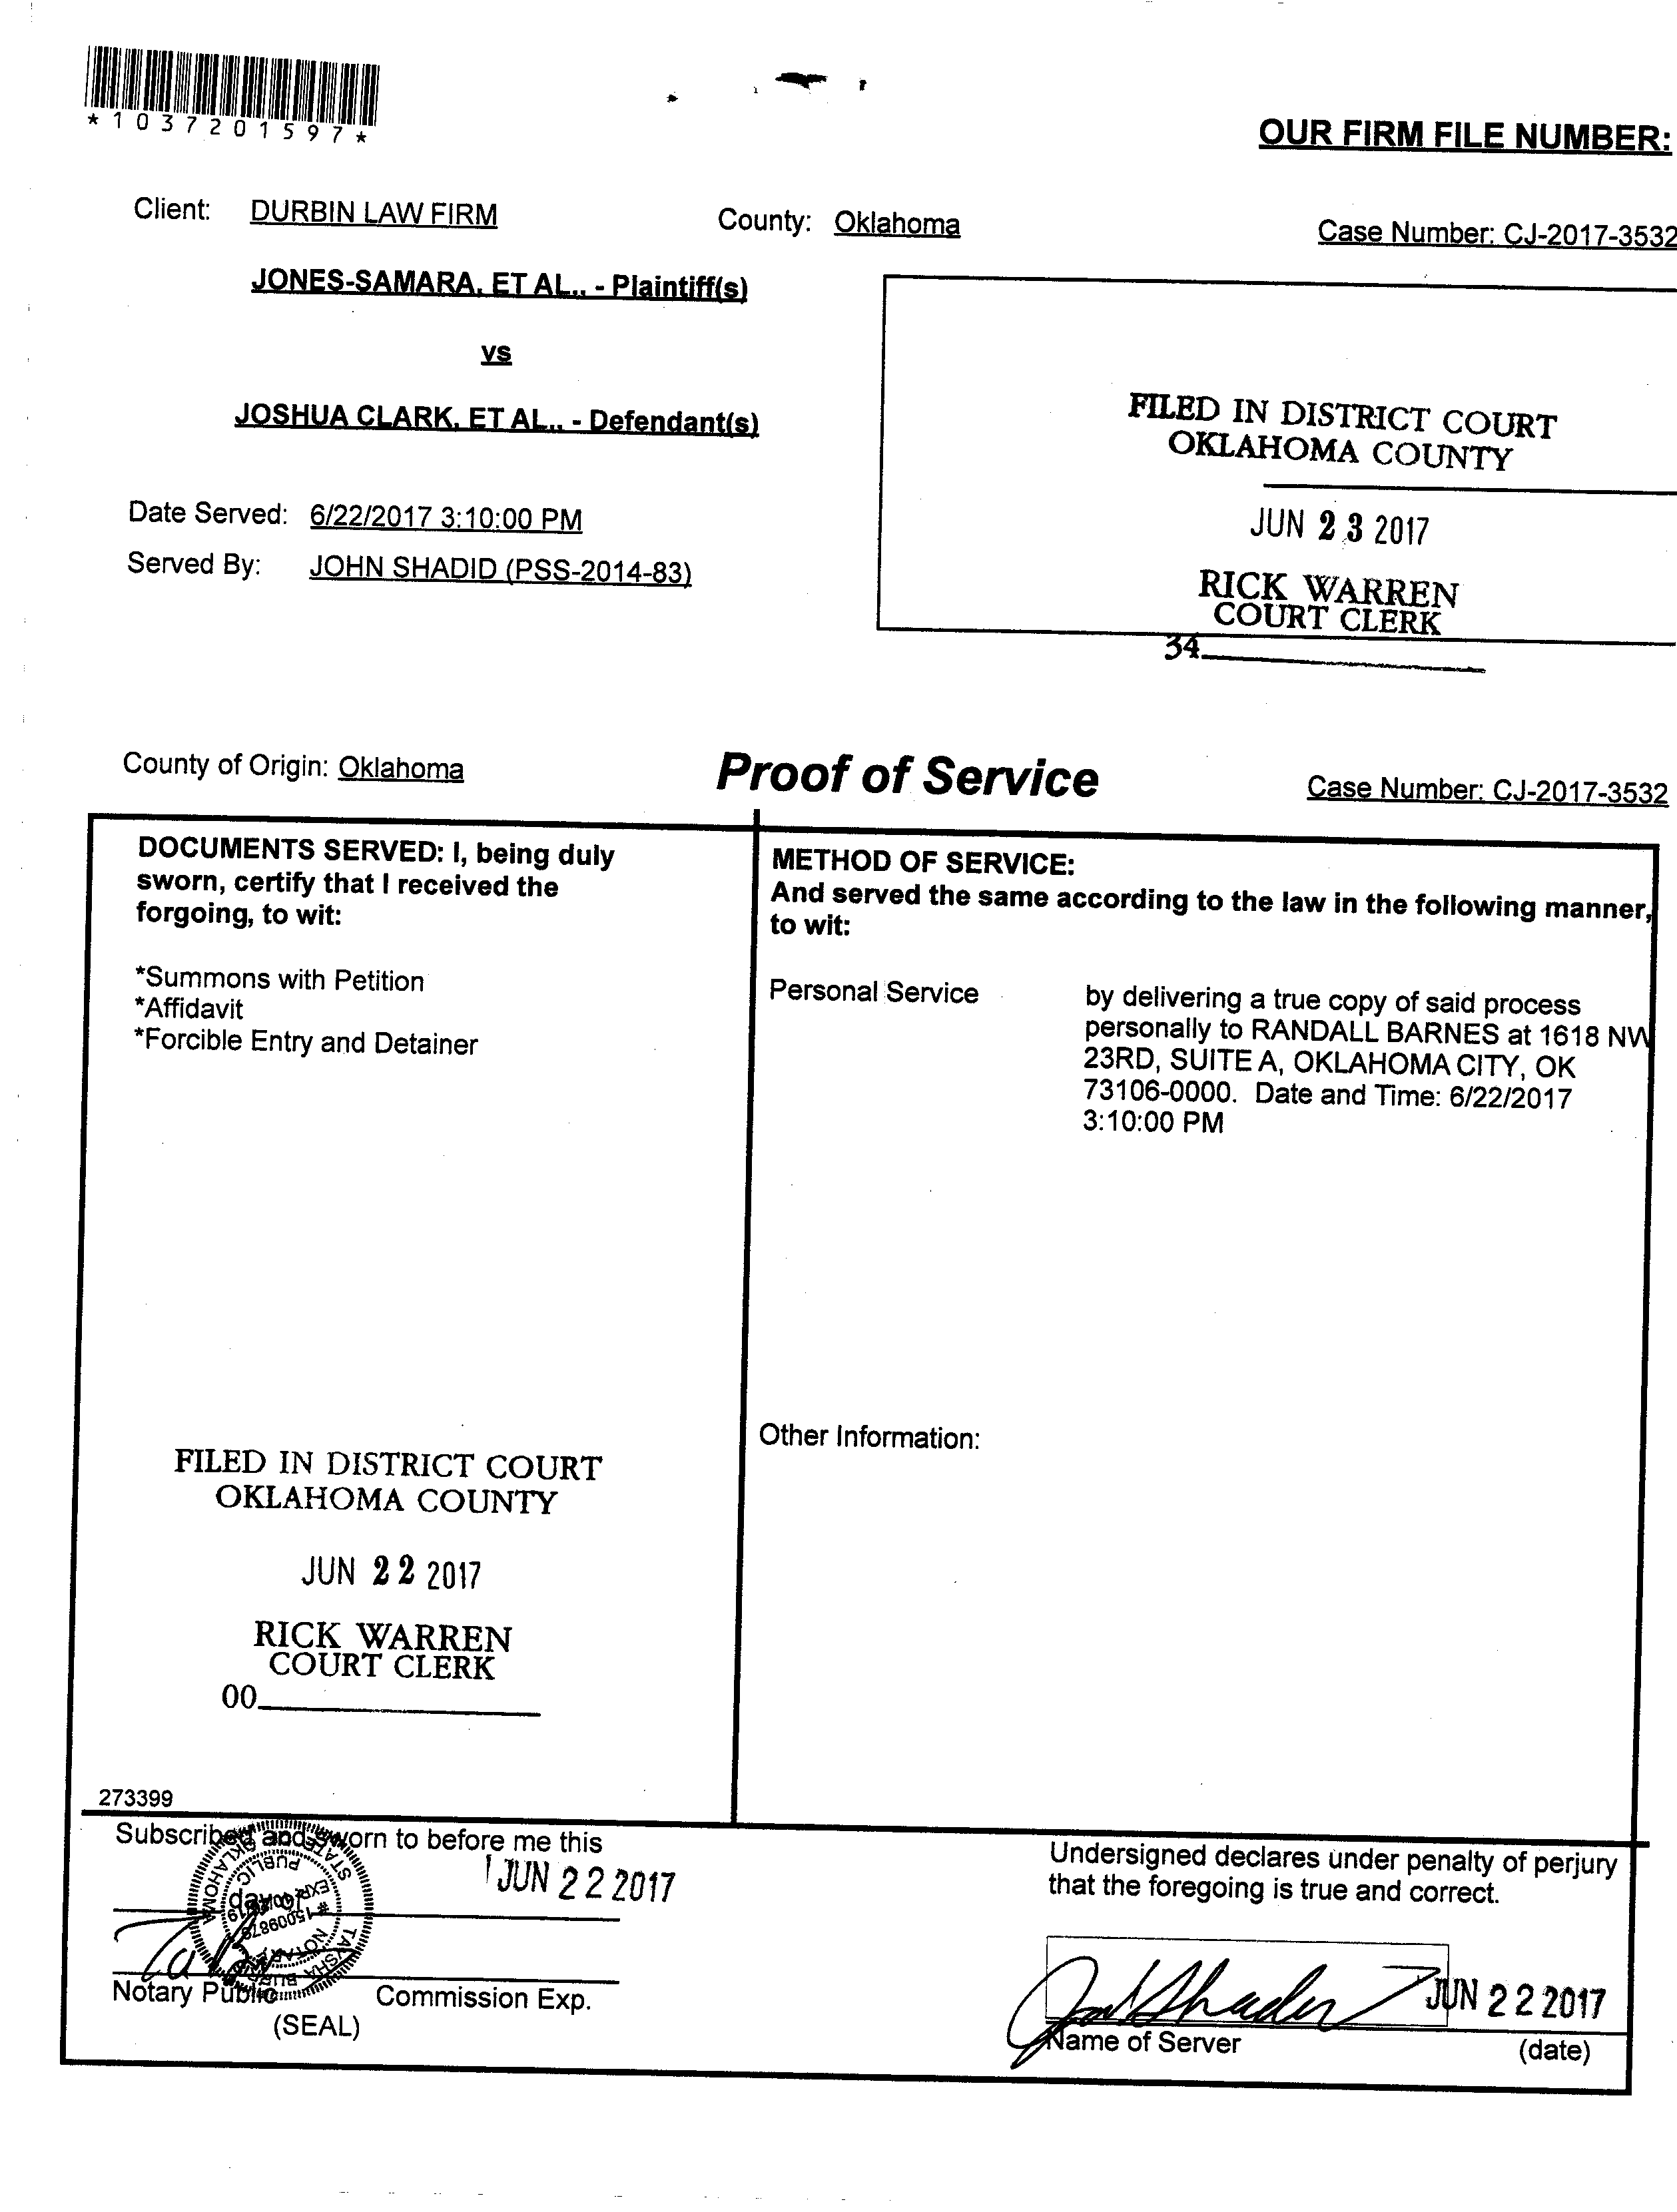 *1037201597*
OUR FIRM FILE NUMBER:
Client: DURBIN LAW FIRM
County: Oklahoma
Case Number: CJ-2017-3532
JONES-SAMARA, ET AL., - Plaintiff(s)
vs
JOSHUA CLARK, ET AL., - Defendant(s)
FILED IN DISTRICT COURT
OKLAHOMA COUNTY
JUN 23 2017
RICK WARREN
COURT CLERK
34
Date Served: 6/22/2017 3:10:00 PM
Served By: JOHN SHADID (PSS-2014-83)
County of Origin: Oklahoma
Proof of Service
Case Number: CJ-2017-3532
DOCUMENTS SERVED: I, being duly
sworn, certify that I received the
forgoing, to wit:
*Summons with Petition
*Affidavit
*Forcible Entry and Detainer
METHOD OF SERVICE:
And served the same according to the law in the following manner,
to wit:
Personal Service
by delivering a true copy of said process
personally to RANDALL BARNES at 1618 NW
23RD, SUITE A, OKLAHOMA CITY, OK
73106-0000. Date and Time: 6/22/2017
3:10:00 PM
Other Information:
FILED IN DISTRICT COURT
OKLAHOMA COUNTY
JUN 22 2017
RICK WARREN
COURT CLERK
00
273399
Subscribed and sworn to before me this
JUN 22 2017
day
STATE
OKLAHOMA
PUBLIC
NOTARY
EXP.
Notary Public
Commission Exp.
(SEAL)
Undersigned declares under penalty of perjury
that the foregoing is true and correct.
JUN 22 2017
Name of Server
(date)